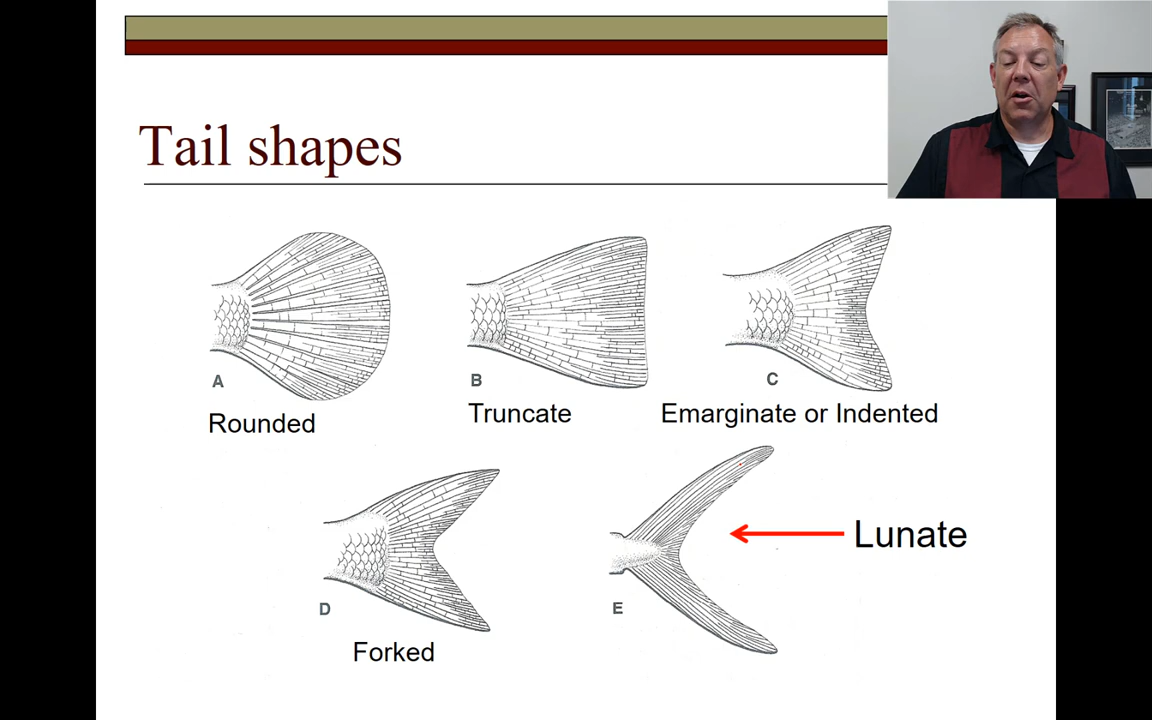 Tail shapes
A
Rounded
B
Truncate
C
Emarginate or Indented
D
Forked
E
Lunate